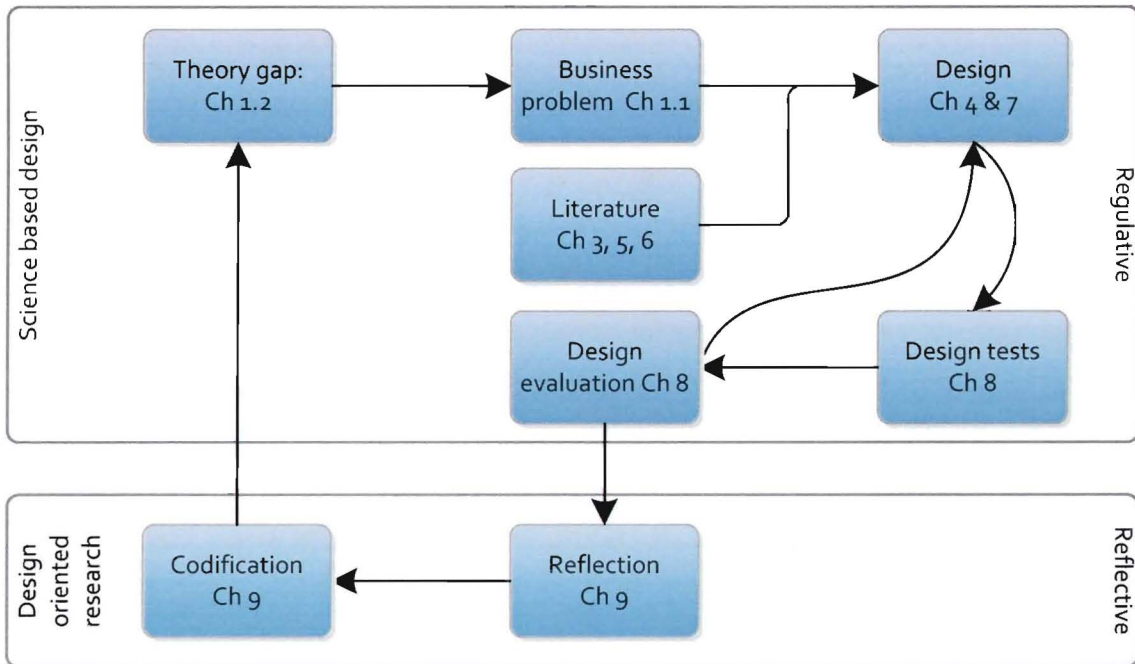 Theory gap:
Ch 1.2
Business
problem Ch 1.1
Design
Ch 4 & 7
Literature
Ch 3, 5, 6
Science based design
Regulative
Design
evaluation Ch 8
Design tests
Ch 8
Design
oriented
research
Codification
Ch 9
Reflection
Ch 9
Reflective